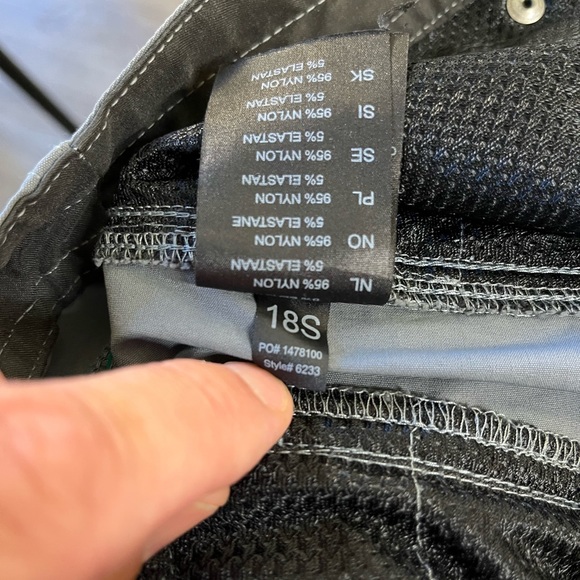 NL 95% NYLON
5% ELASTAAN
NO 95% NYLON
5% ELASTANE
PL 95% NYLON
5% ELASTAN
SE 95% NYLON
5% ELASTAN
SI 95% NYLON
5% ELASTAN
SK 95% NYLON
5% ELASTAN
18S
PO# 1478100
Style# 6233